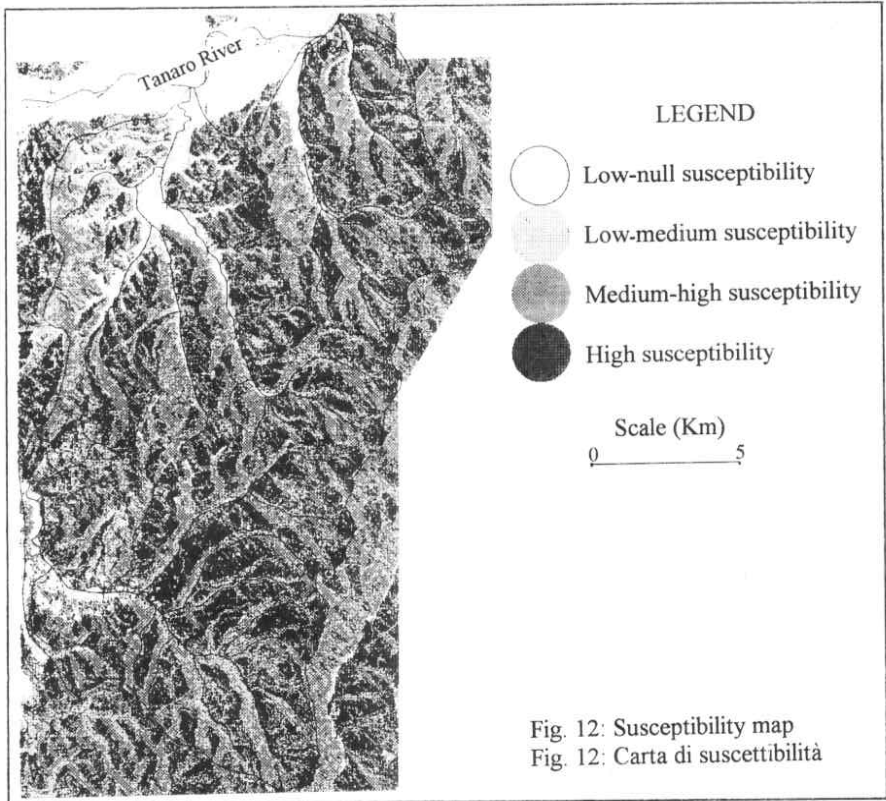 Tanaro River
ALBA
LEGEND
Low-null susceptibility
Low-medium susceptibility
Medium-high susceptibility
High susceptibility
Scale (Km)
0 5
Fig. 12: Susceptibility map
Fig. 12: Carta di suscettibilità